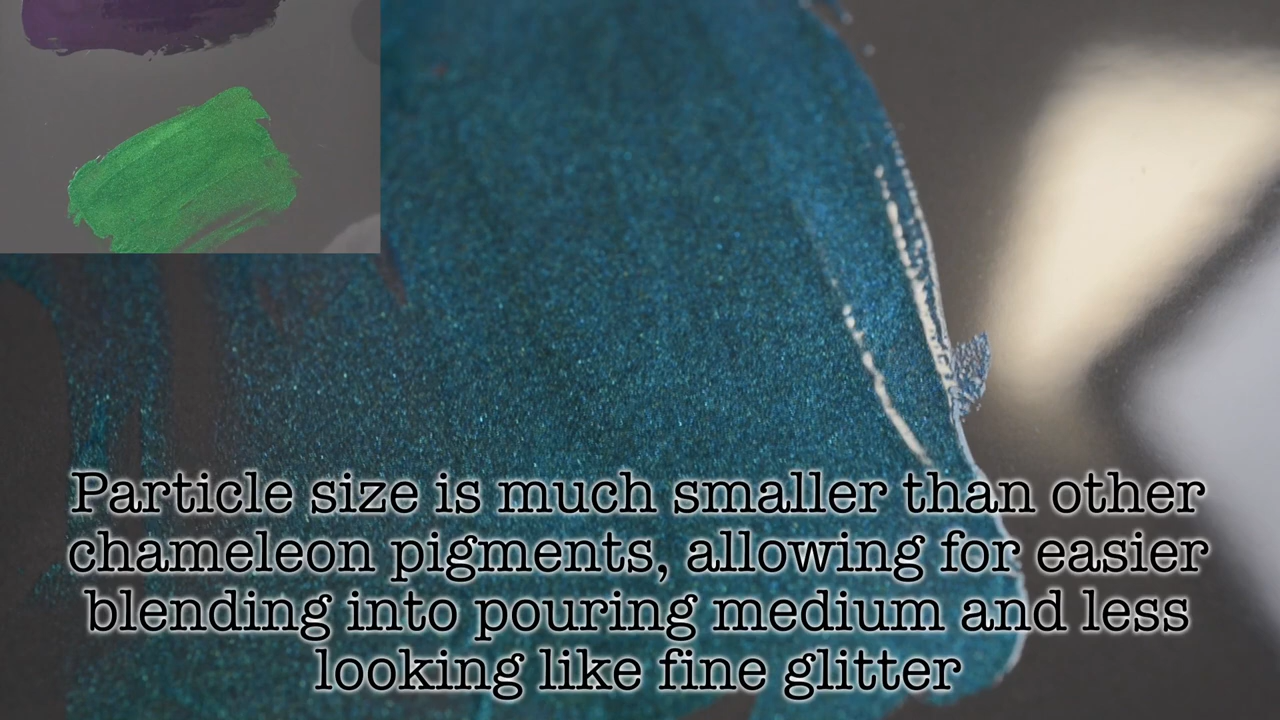 Particle size is much smaller than other
chameleon pigments, allowing for easier
blending into pouring medium and less
looking like fine glitter